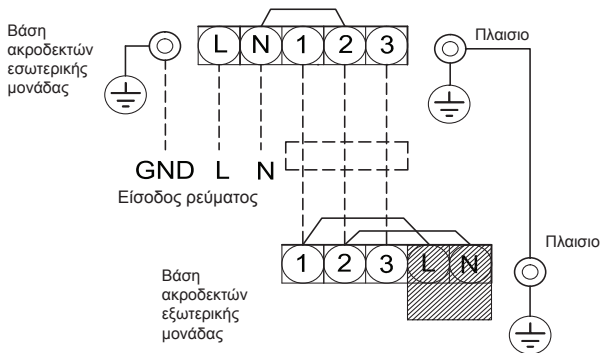 Βάση
ακροδεκτών
εσωτερικής
μονάδας
L N 1 2 3
Πλαισιο
GND L N
Είσοδος ρεύματος
1 2 3 L N
Πλαισιο
Βάση
ακροδεκτών
εξωτερικής
μονάδας